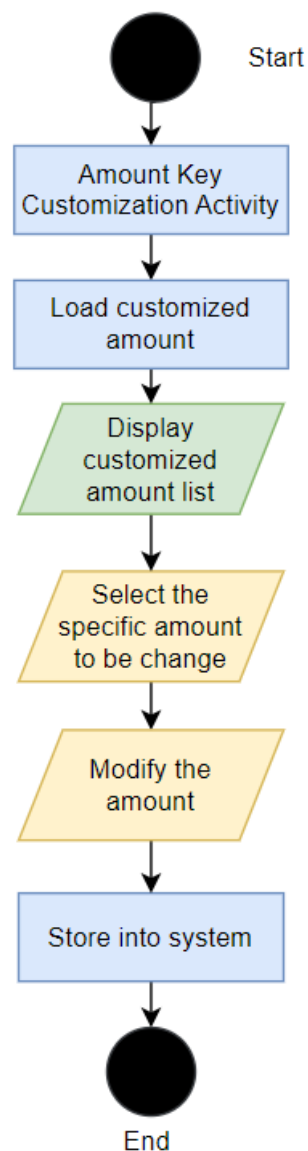 Start
Amount Key
Customization Activity
Load customized
amount
Display
customized
amount list
Select the
specific amount
to be change
Modify the
amount
Store into system
End